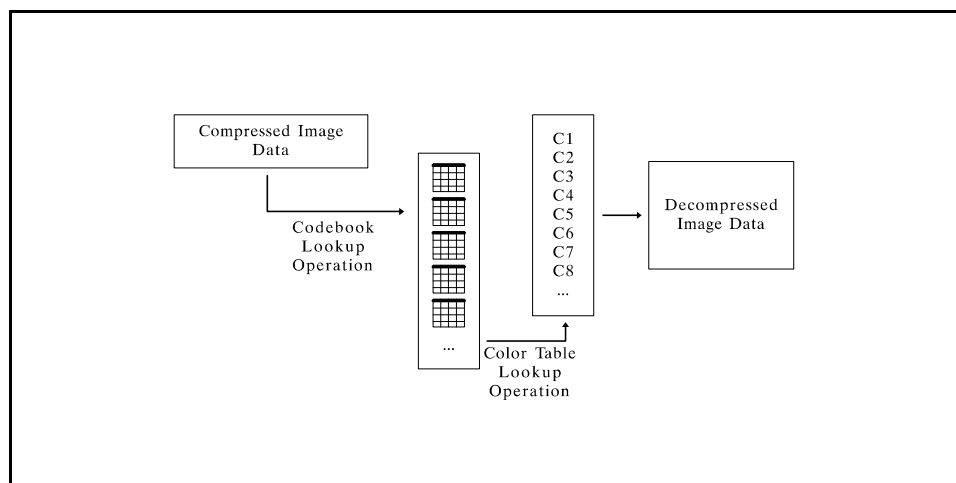 Compressed Image
Data
Codebook
Lookup
Operation
...
Color Table
Lookup
Operation
C1
C2
C3
C4
C5
C6
C7
C8
...
Decompressed
Image Data